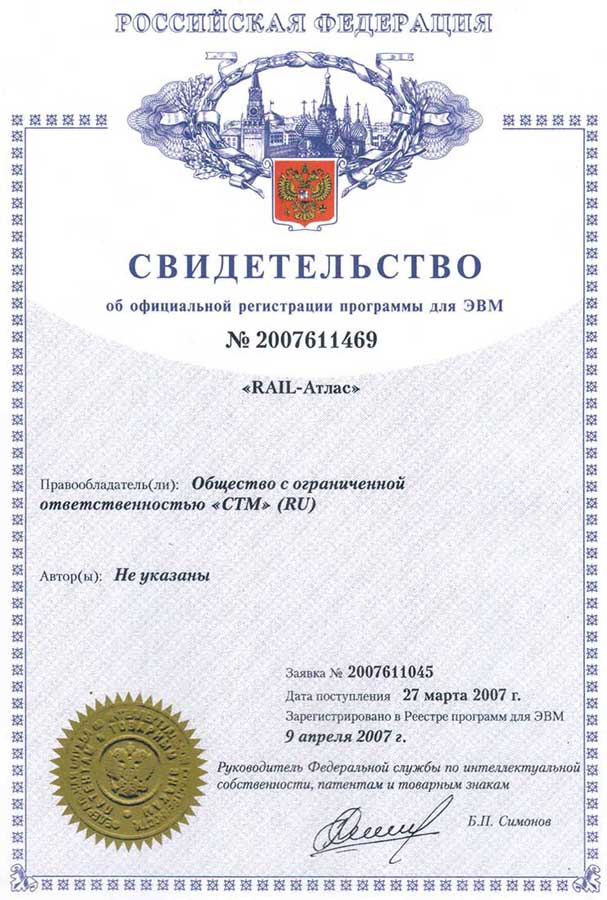 РОССИЙСКАЯ ФЕДЕРАЦИЯ
СВИДЕТЕЛЬСТВО
об официальной регистрации программы для ЭВМ
№ 2007611469
«RAIL-Атлас»
Правообладатель(ли): Общество с ограниченной
ответственностью «СТМ» (RU)
Автор(ы): Не указаны
Заявка № 2007611045
Дата поступления 27 марта 2007 г.
Зарегистрировано в Реестре программ для ЭВМ
9 апреля 2007 г.
Руководитель Федеральной службы по интеллектуальной
собственности, патентам и товарным знакам
Б.П. Симонов